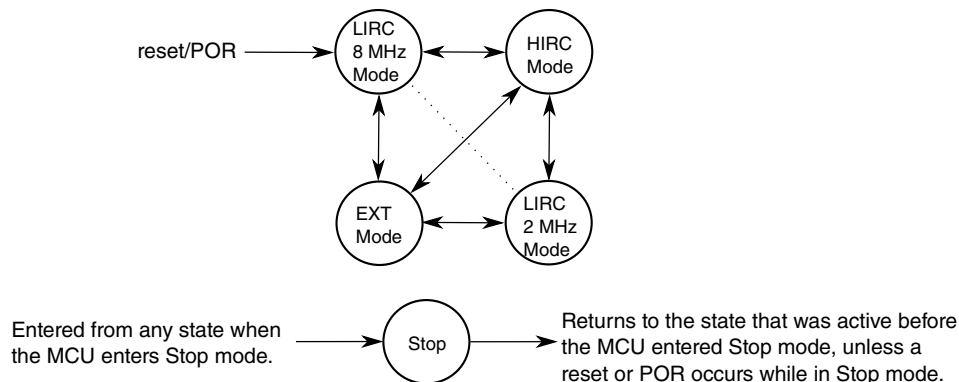 reset/POR
LIRC
8 MHz
Mode
HIRC
Mode
EXT
Mode
LIRC
2 MHz
Mode
Entered from any state when
the MCU enters Stop mode.
Stop
Returns to the state that was active before
the MCU entered Stop mode, unless a
reset or POR occurs while in Stop mode.